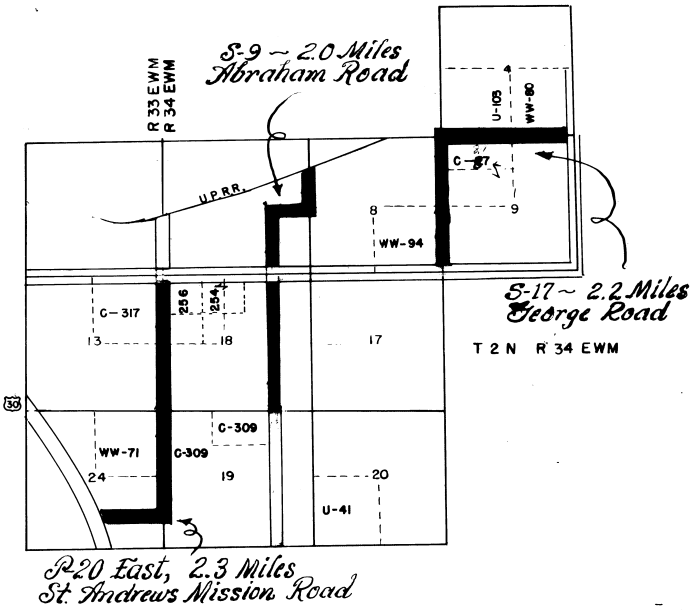 S-9 ~ 2.0 Miles
Abraham Road
R 33 EWM
R 34 EWM
U.P.RR.
4
U-103
WW-80
C-87
8
9
WW-94
S-17 ~ 2.2 Miles
George Road
T 2 N R 34 EWM
C-317
256
254
13
18
17
30
C-309
WW-71
C-309
24
19
20
U-41
P-20 East, 2.3 Miles
St. Andrews Mission Road